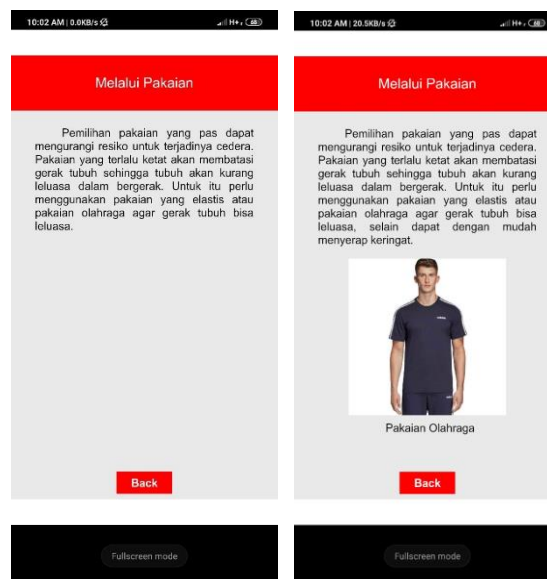 10:02 AM | 0.0KB/s
H+
68
Melalui Pakaian
Pemilihan pakaian yang pas dapat
mengurangi resiko untuk terjadinya cedera.
Pakaian yang terlalu ketat akan membatasi
gerak tubuh sehingga tubuh akan kurang
leluasa dalam bergerak. Untuk itu perlu
menggunakan pakaian yang elastis atau
pakaian olahraga agar gerak tubuh bisa
leluasa.
Back
Fullscreen mode
10:02 AM | 20.5KB/s
H+
Melalui Pakaian
Pemilihan pakaian yang pas dapat
mengurangi resiko untuk terjadinya cedera.
Pakaian yang terlalu ketat akan membatasi
gerak tubuh sehingga tubuh akan kurang
leluasa dalam bergerak. Untuk itu perlu
menggunakan pakaian yang elastis atau
pakaian olahraga agar gerak tubuh bisa
leluasa, selain dapat dengan mudah
menyerap keringat.
Pakaian Olahraga
Back
Fullscreen mode